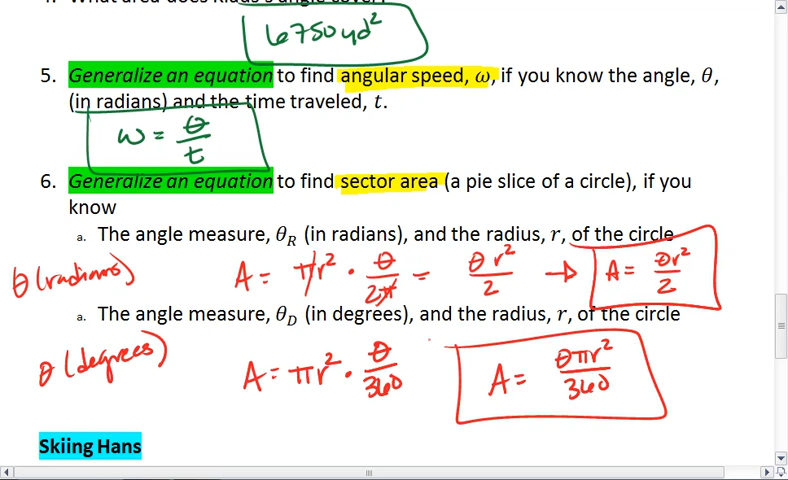 6750 yd²
5. Generalize an equation to find angular speed, ω, if you know the angle, θ,
(in radians) and the time traveled, t.
ω = θ/t
6. Generalize an equation to find sector area (a pie slice of a circle), if you
know
a. The angle measure, θ_R (in radians), and the radius, r, of the circle
θ (radians) A = πr² · θ/2π = θr²/2 → A = θr²/2
a. The angle measure, θ_D (in degrees), and the radius, r, of the circle
θ (degrees) A = πr² · θ/360 A = θπr²/360
Skiing Hans